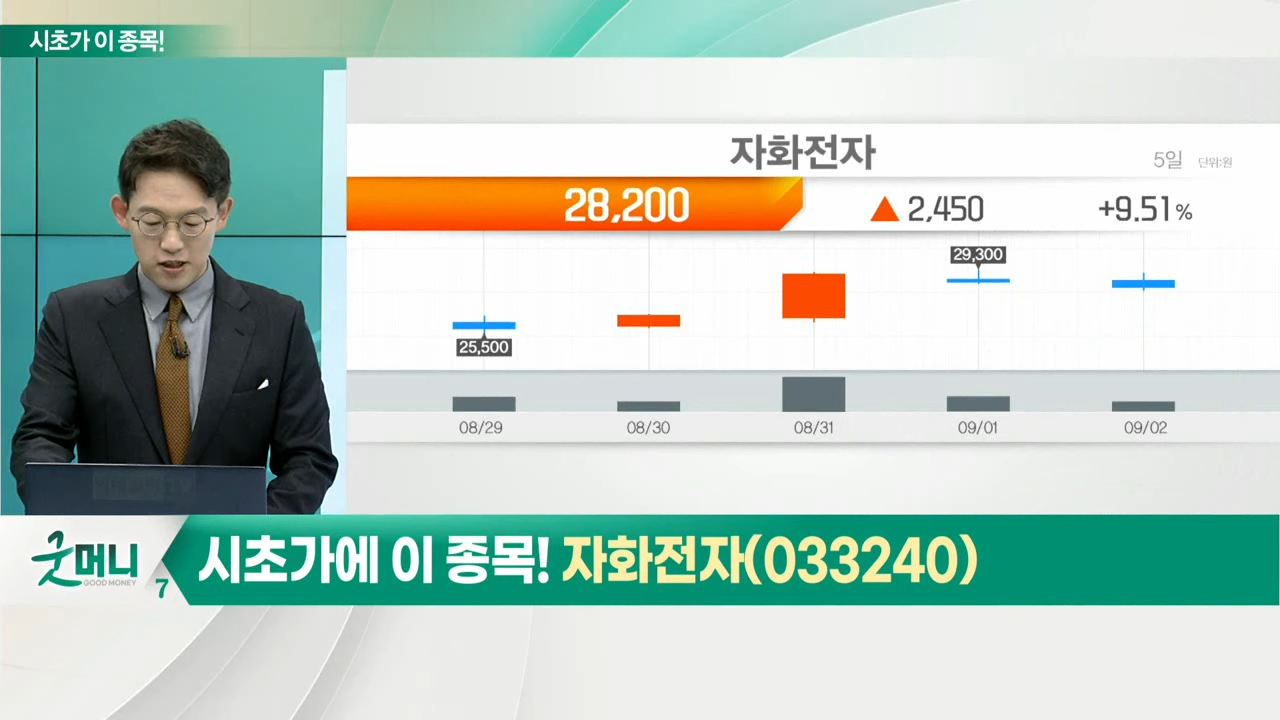 시초가 이 종목!
자화전자
5일 단위:원
28,200 ▲ 2,450 +9.51%
29,300
25,500
08/29 08/30 08/31 09/01 09/02
굿머니
GOOD MONEY
7
시초가에 이 종목! 자화전자(033240)